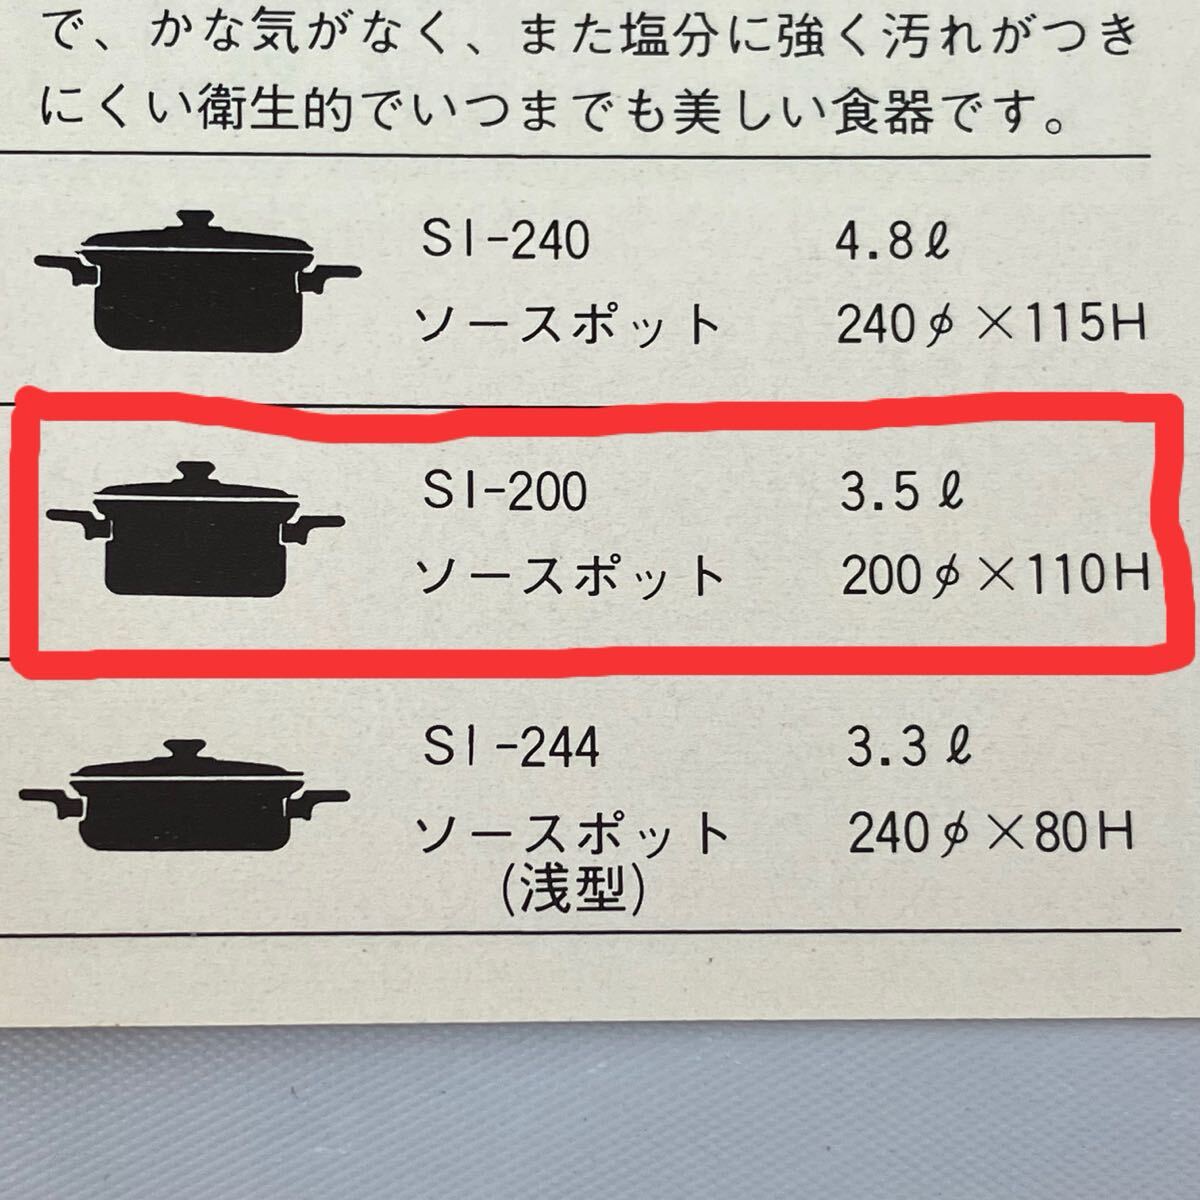 で、かな気がなく、また塩分に強く汚れがつき
にくい衛生的でいつまでも美しい食器です。
SI-240 4.8ℓ
ソースポット 240φ×115H
SI-200 3.5ℓ
ソースポット 200φ×110H
SI-244 3.3ℓ
ソースポット 240φ×80H
(浅型)